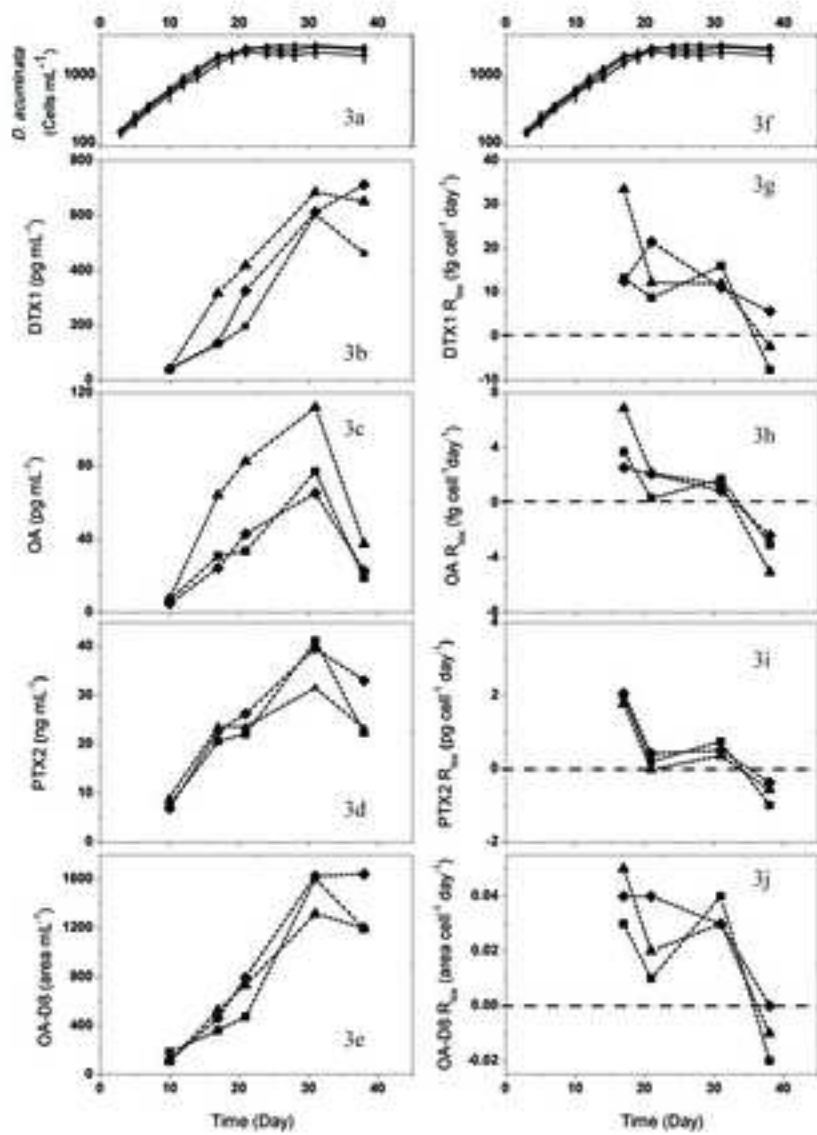 0 10 20 30 40
0 10 20 30 40
D. acuminata
(Cells mL⁻¹)
1000
100
3a
1000
100
3f
DTX1 (pg mL⁻¹)
800
600
400
200
0
3b
DTX1 Rtox (fg cell⁻¹ day⁻¹)
40
30
20
10
0
-10
3g
OA (pg mL⁻¹)
120
80
40
0
3c
OA Rtox (fg cell⁻¹ day⁻¹)
8
4
0
-4
-8
3h
PTX2 (ng mL⁻¹)
40
30
20
10
0
3d
PTX2 Rtox (pg cell⁻¹ day⁻¹)
4
2
0
-2
3i
OA-D8 (area mL⁻¹)
1600
1200
800
400
0
3e
OA-D8 Rtox (area cell⁻¹ day⁻¹)
0.04
0.02
0.00
-0.02
3j
0 10 20 30 40
Time (Day)
0 10 20 30 40
Time (Day)